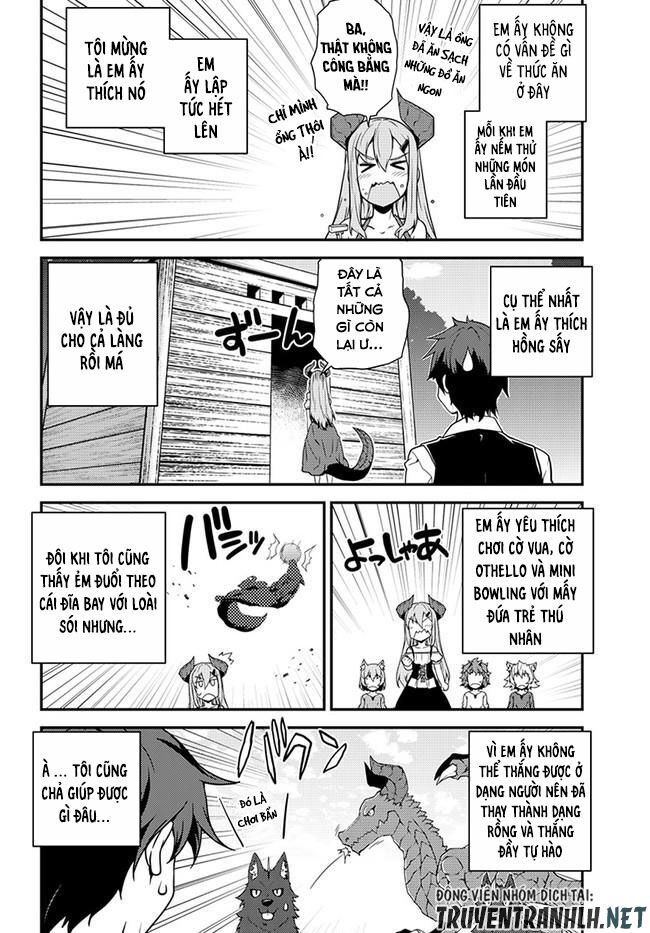 EM ẤY KHÔNG
CÓ VẤN ĐỀ GÌ
VỀ THỨC ĂN Ở
ĐÂY
MỖI KHI EM
ẤY NẾM THỬ
NHỮNG MÓN
LẦN ĐẦU
TIÊN
VẬY LÀ ỔNG
ĐÃ ĂN SẠCH
NHỮNG ĐỒ ĂN
NGON
BA,
THẬT KHÔNG
CÔNG BẰNG
MÀ!!
CHỈ MÌNH
ỔNG THÔI
À!!
EM
ẤY LẬP
TỨC HÉT
LÊN
TÔI MỪNG
LÀ EM ẤY
THÍCH NÓ
CỤ THỂ NHẤT
LÀ EM ẤY THÍCH
HỒNG SẤY
ĐÂY LÀ
TẤT CẢ
NHỮNG
GÌ CÒN
LẠI Ư...
ずーん
VẬY LÀ ĐỦ
CHO CẢ LÀNG
RỒI MÁ
EM ẤY YÊU THÍCH
CHƠI CỜ VUA, CỜ
OTHELLO VÀ MINI
BOWLING VỚI MẤY
ĐỨA TRẺ THÚ
NHÂN
よっしゃあ
バシッ
ĐÔI KHI TÔI CŨNG
THẤY ẺM ĐUỔI THEO
CÁI ĐĨA BAY VỚI LOÀI
SÓI NHƯNG...
VÌ EM ẤY KHÔNG
THỂ THẮNG ĐƯỢC Ở
DẠNG NGƯỜI NÊN ĐÃ
THAY THÀNH DẠNG
RỒNG VÀ THẮNG
ĐẦY TỰ HÀO
ĐÓ LÀ
CHƠI BẨN
À ... TÔI CŨNG
CHẢ GIÚP ĐƯỢC
GÌ ĐÂU...
ĐỘNG VIÊN NHÓM DỊCH TẠI:
TRUYENTRANHLH.NET